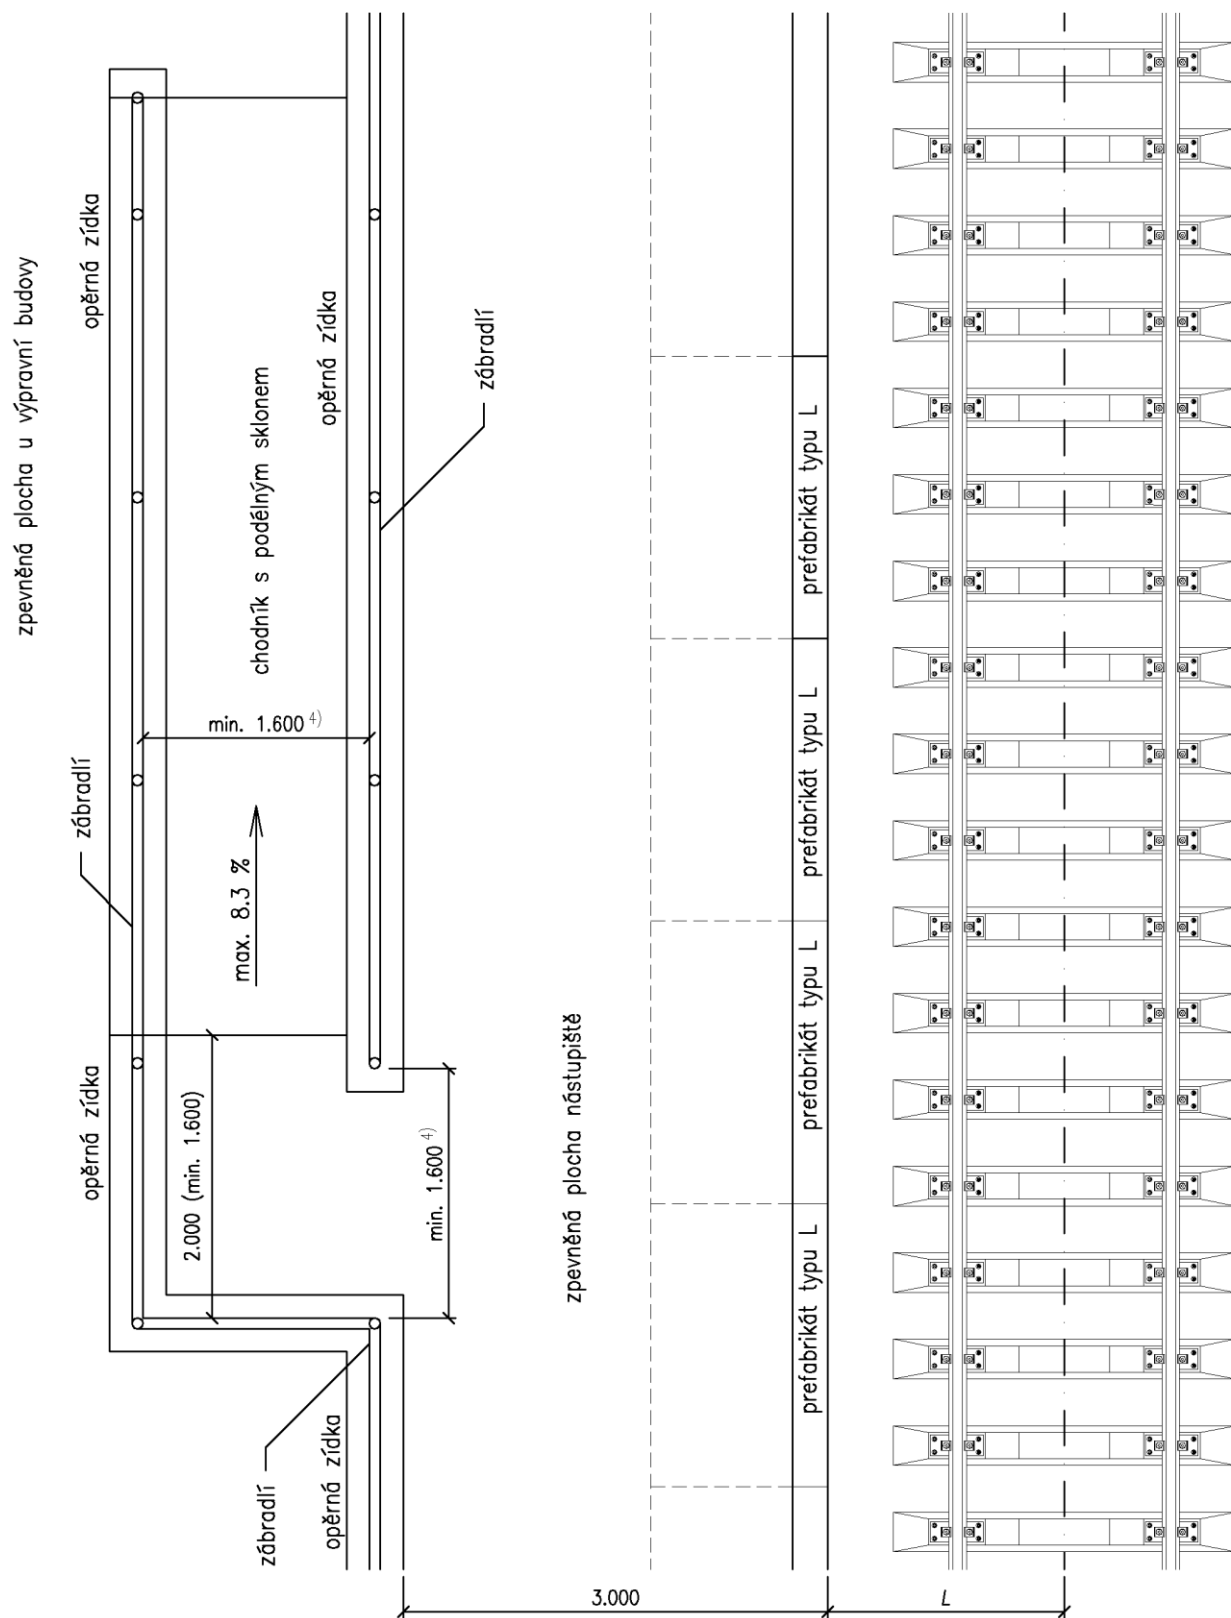 zpevněná plocha u výpravní budovy
opěrná zídka
zábradlí
opěrná zídka
chodník s podélným sklonem
opěrná zídka
zábradlí
min. 1.600 4)
max. 8.3 %
2.000 (min. 1.600)
min. 1.600 4)
zábradlí
opěrná zídka
zpevněná plocha nástupiště
prefabrikát typu L
prefabrikát typu L
prefabrikát typu L
prefabrikát typu L
3.000
L